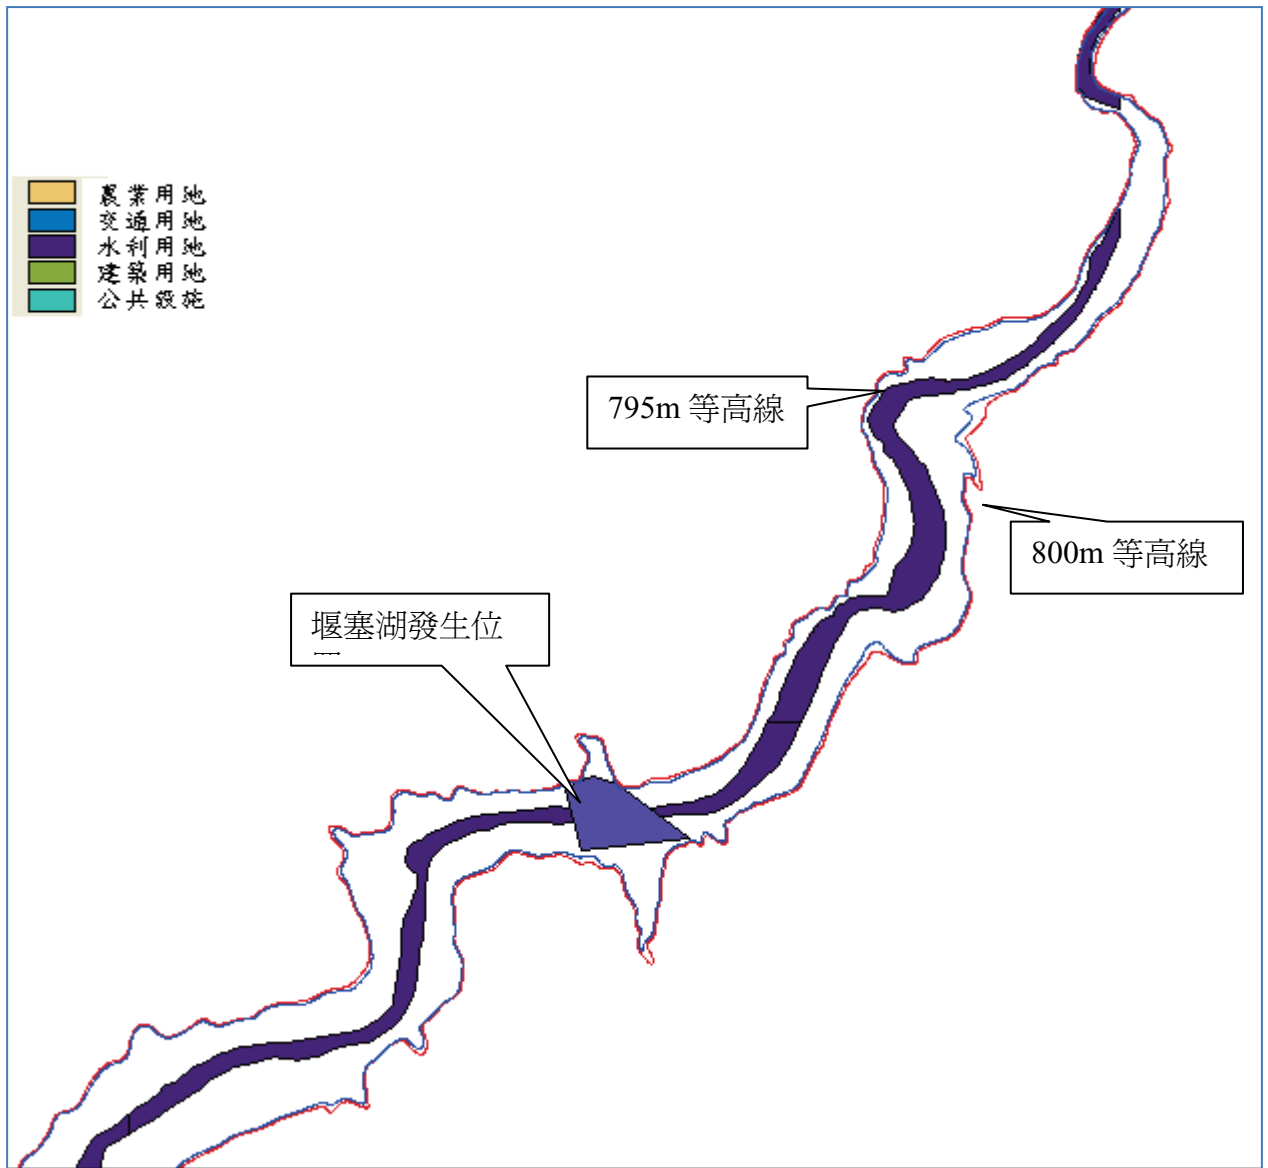 農業用地
交通用地
水利用地
建築用地
公共設施
795m 等高線
800m 等高線
堰塞湖發生位